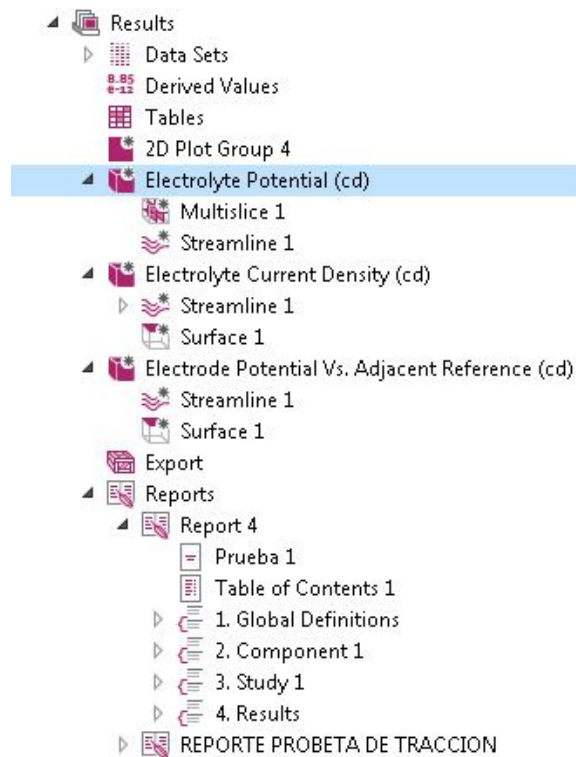 Results
Data Sets
8.85
e-12
Derived Values
Tables
2D Plot Group 4
Electrolyte Potential (cd)
Multislice 1
Streamline 1
Electrolyte Current Density (cd)
Streamline 1
Surface 1
Electrode Potential Vs. Adjacent Reference (cd)
Streamline 1
Surface 1
Export
Reports
Report 4
Prueba 1
Table of Contents 1
1. Global Definitions
2. Component 1
3. Study 1
4. Results
REPORTE PROBETA DE TRACCION